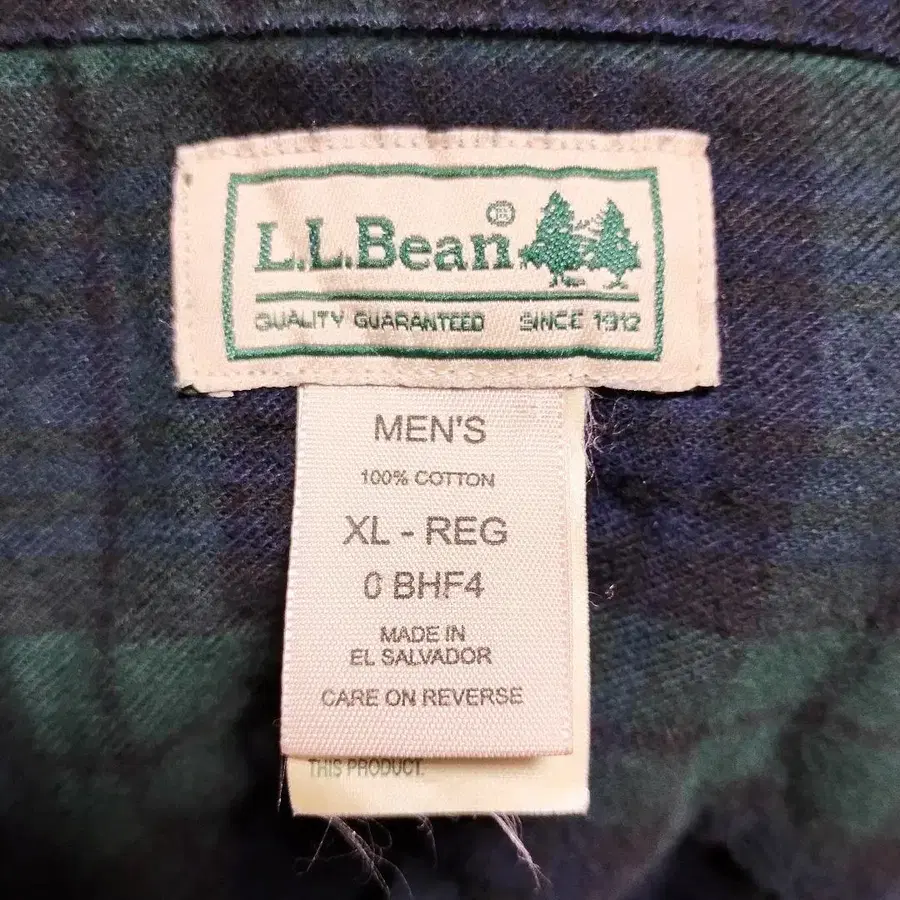 L.L.Bean®
QUALITY GUARANTEED SINCE 1912
MEN'S
100% COTTON
XL - REG
0 BHF4
MADE IN
EL SALVADOR
CARE ON REVERSE
THIS PRODUCT.